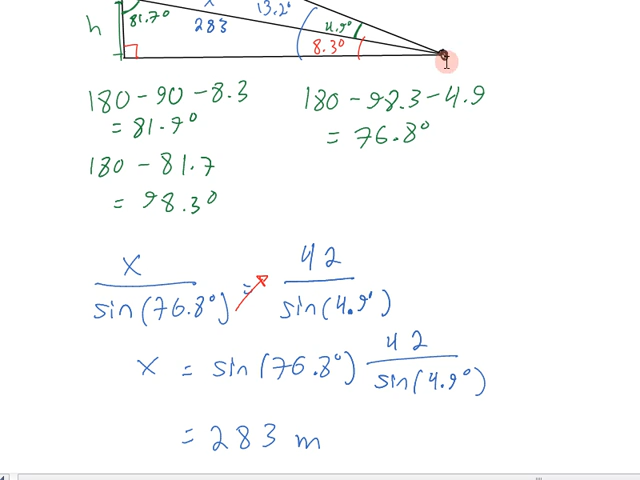 x
13.2°
h
81.7°
283
4.9°
8.3°
180 - 90 - 8.3
= 81.7°
180 - 81.7
= 98.3°
180 - 98.3 - 4.9
= 76.8°
x / sin(76.8°) = 42 / sin(4.9°)
x = sin(76.8°) 42 / sin(4.9°)
= 283 m